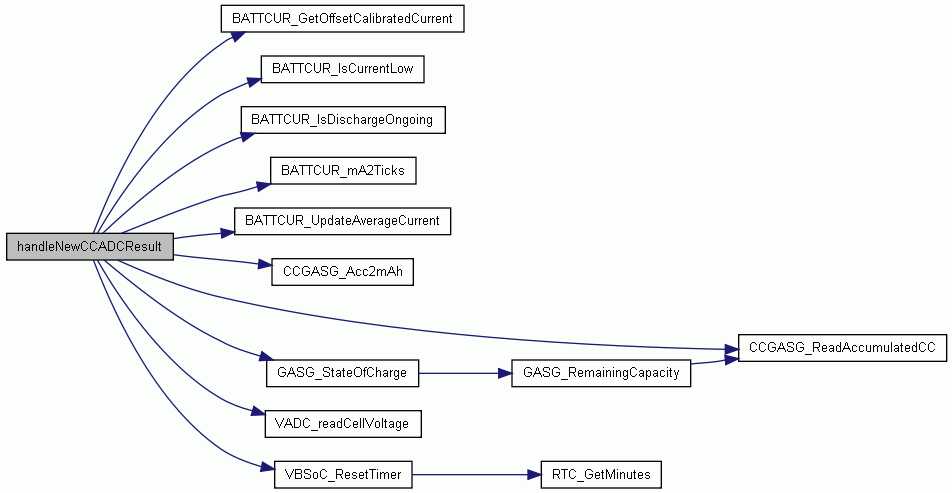 BATTCUR_GetOffsetCalibratedCurrent
BATTCUR_IsCurrentLow
BATTCUR_IsDischargeOngoing
BATTCUR_mA2Ticks
BATTCUR_UpdateAverageCurrent
handleNewCCADCResult
CCGASG_Acc2mAh
CCGASG_ReadAccumulatedCC
GASG_StateOfCharge
GASG_RemainingCapacity
VADC_readCellVoltage
VBSoC_ResetTimer
RTC_GetMinutes